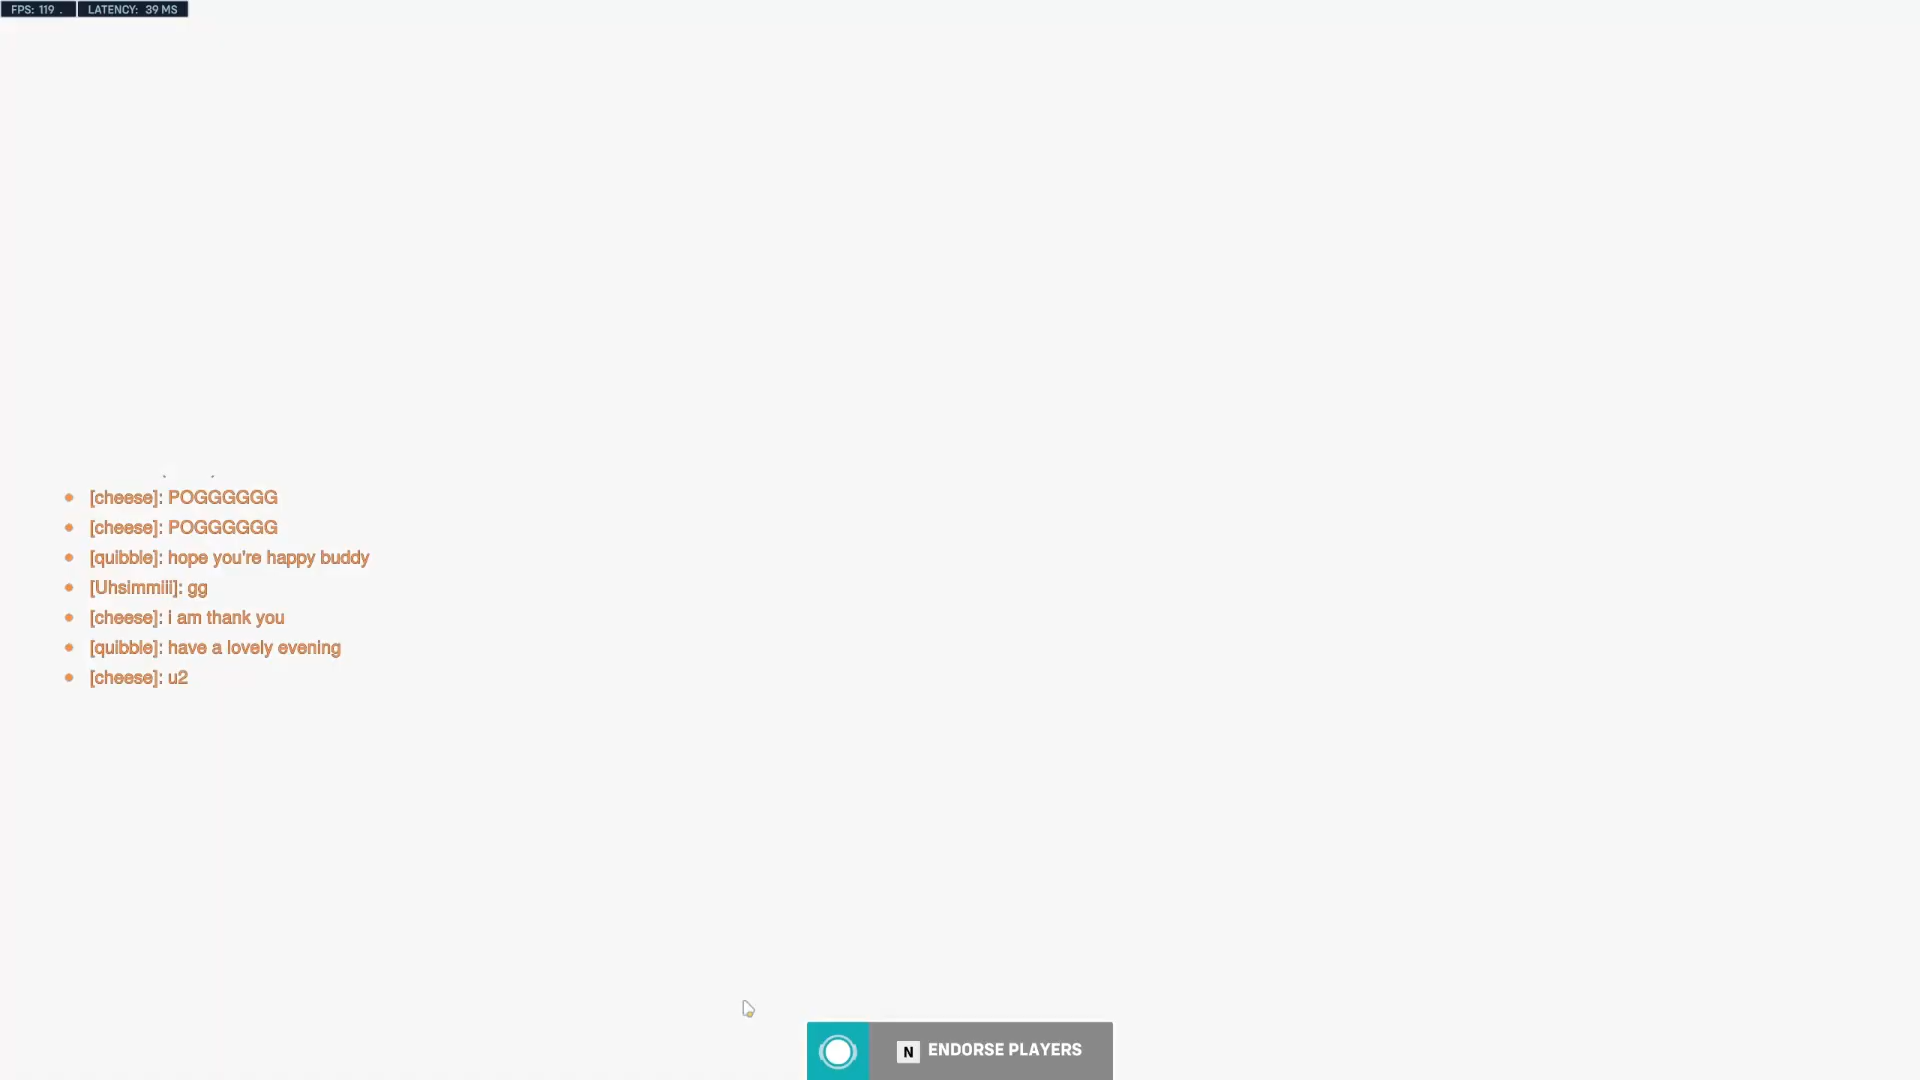 FPS: 119 . LATENCY: 39 MS
[cheese]: POGGGGGG
[cheese]: POGGGGGG
[quibble]: hope you're happy buddy
[Uhsimmiii]: gg
[cheese]: i am thank you
[quibble]: have a lovely evening
[cheese]: u2
N ENDORSE PLAYERS